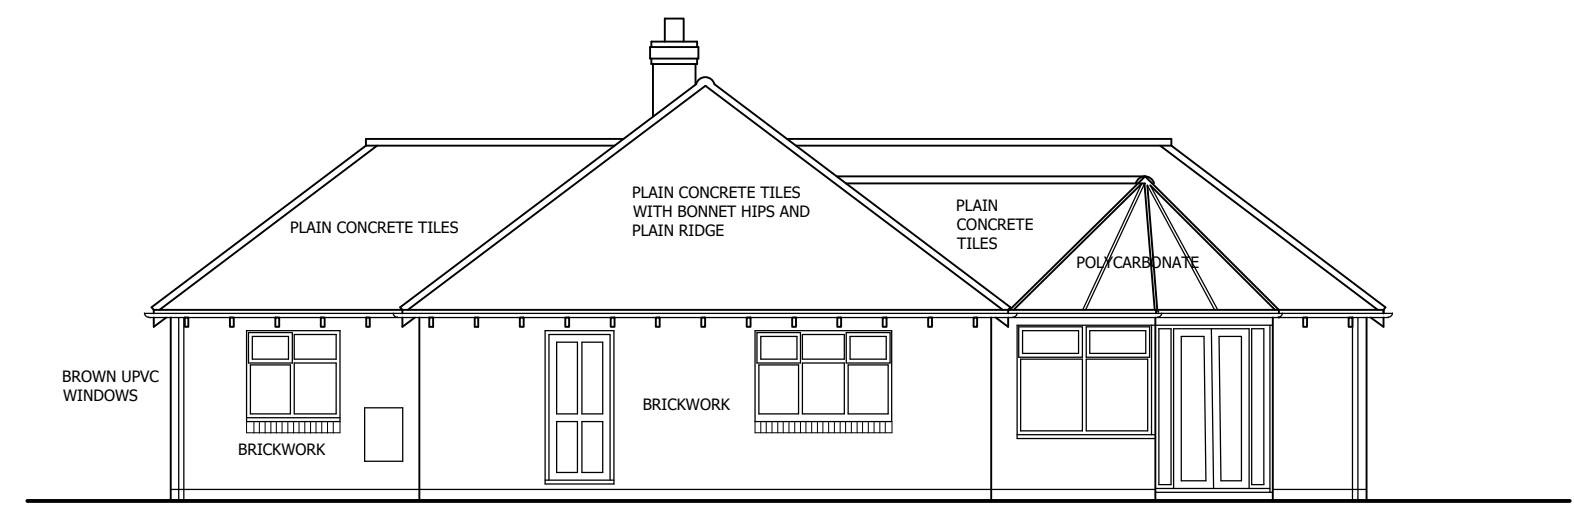 PLAIN CONCRETE TILES
WITH BONNET HIPS AND
PLAIN RIDGE
PLAIN CONCRETE TILES
PLAIN
CONCRETE
TILES
POLYCARBONATE
BROWN UPVC
WINDOWS
BRICKWORK
BRICKWORK